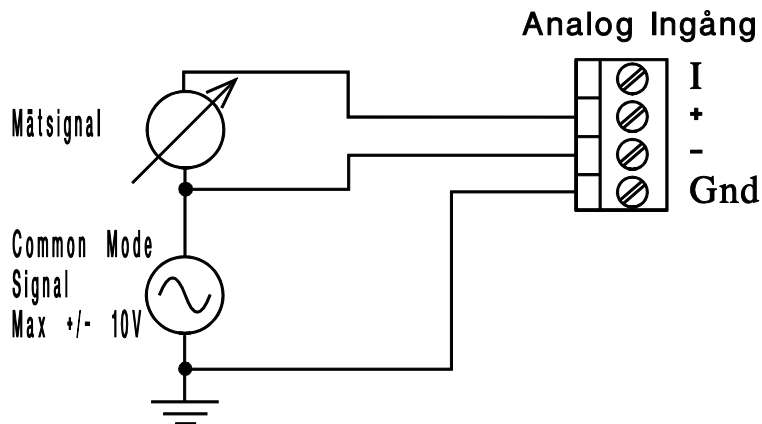 Analog Ingång
I
+
-
Gnd
Mätsignal
Common Mode
Signal
Max +/- 10V